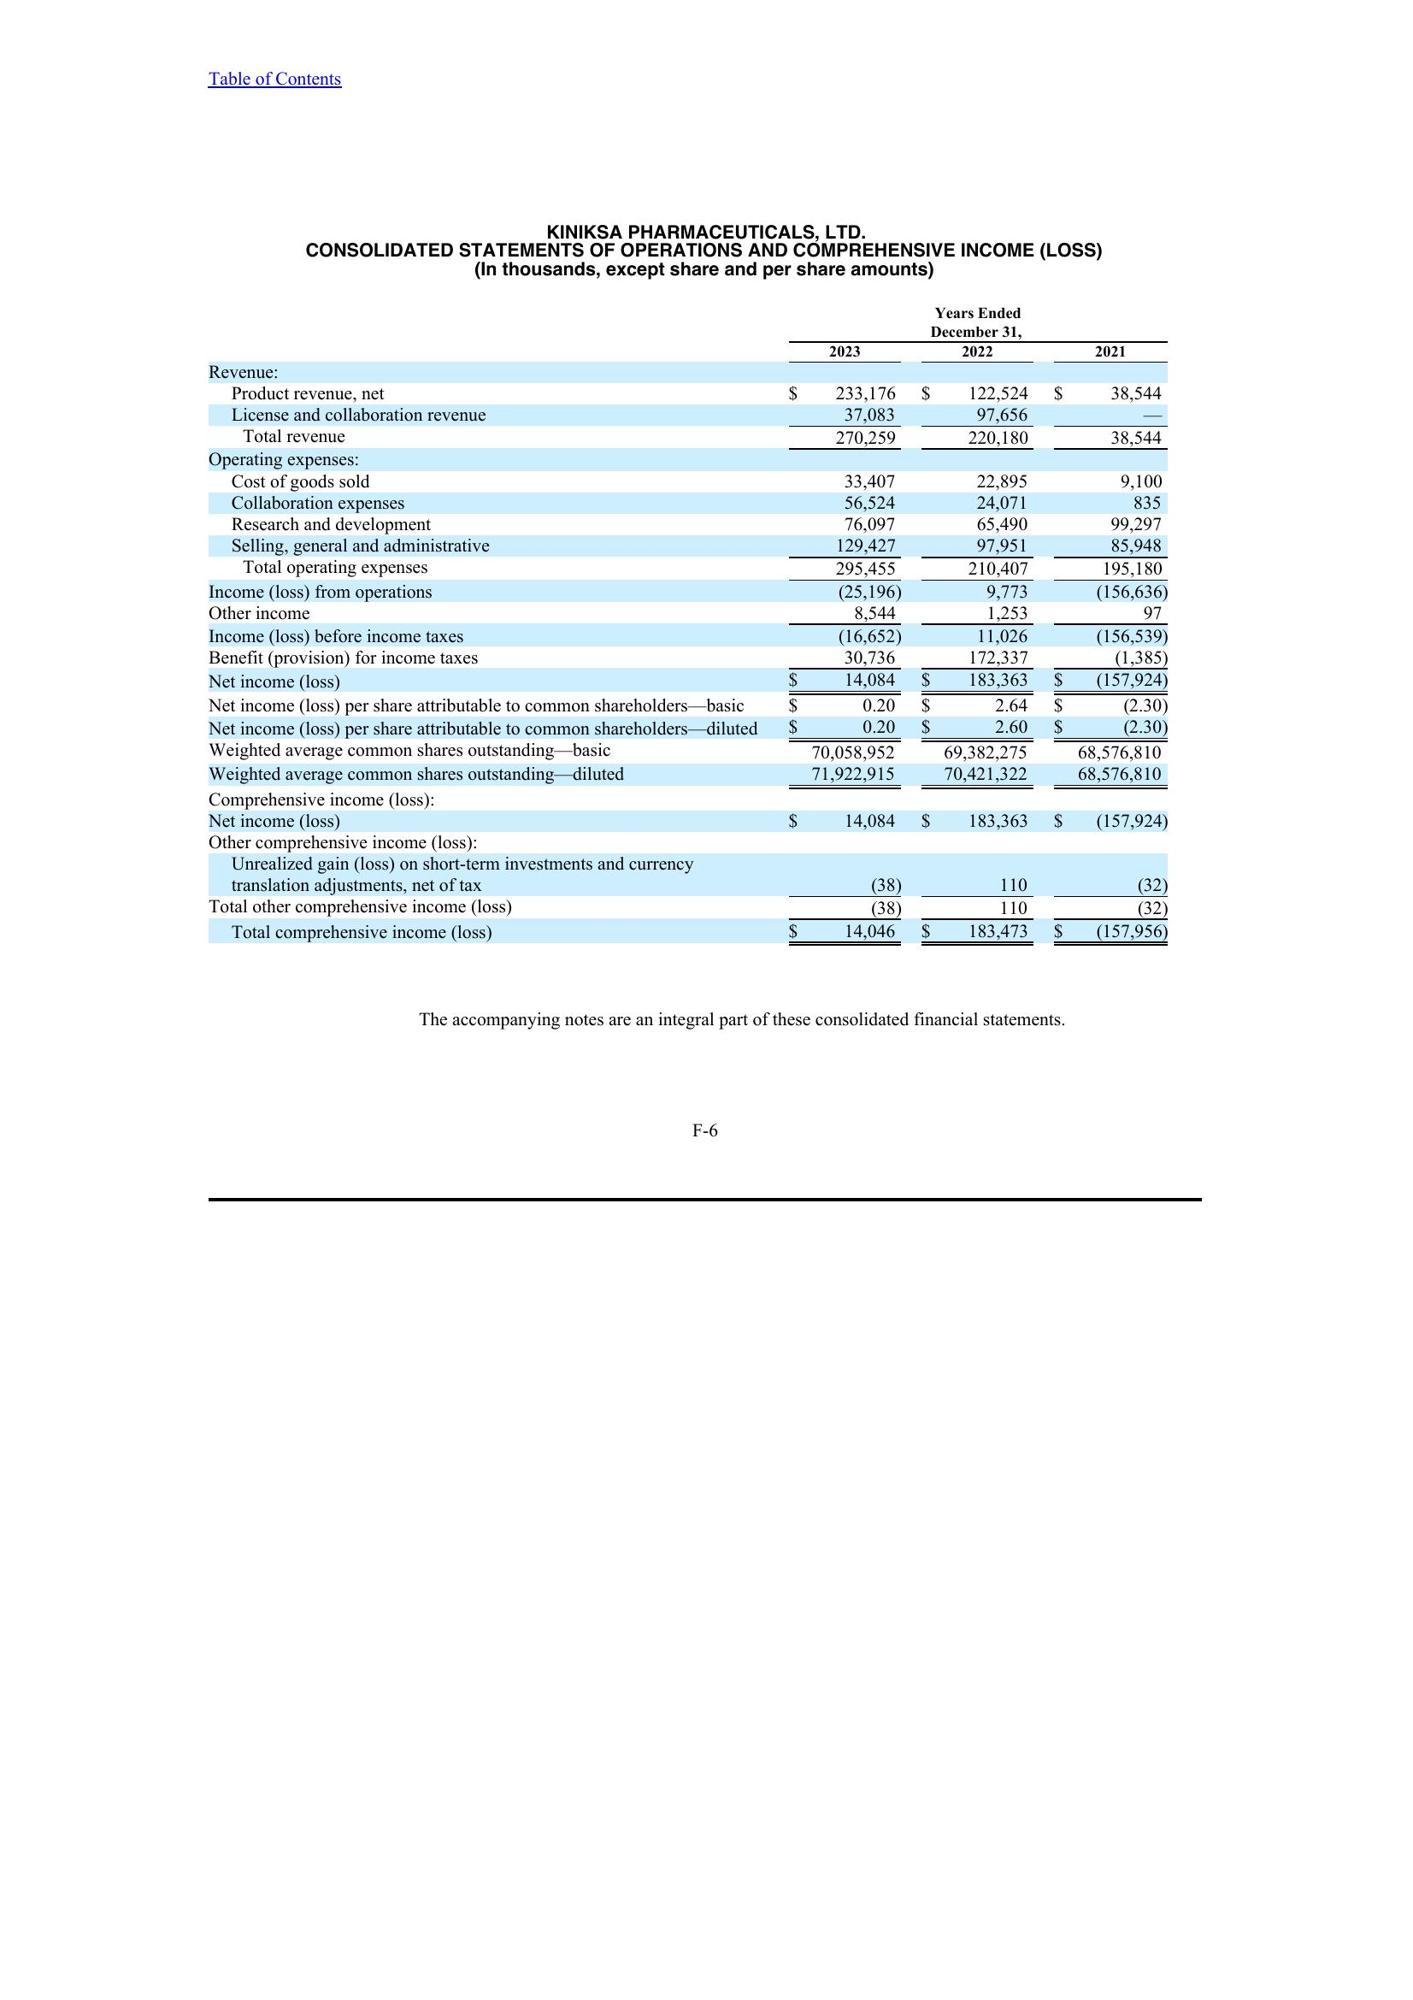 Table of Contents
KINIKSA PHARMACEUTICALS, LTD.
CONSOLIDATED STATEMENTS OF OPERATIONS AND COMPREHENSIVE INCOME (LOSS)
(In thousands, except share and per share amounts)
Years Ended
December 31,
2023 2022 2021
Revenue:
Product revenue, net $ 233,176 $ 122,524 $ 38,544
License and collaboration revenue 37,083 97,656 —
Total revenue 270,259 220,180 38,544
Operating expenses:
Cost of goods sold 33,407 22,895 9,100
Collaboration expenses 56,524 24,071 835
Research and development 76,097 65,490 99,297
Selling, general and administrative 129,427 97,951 85,948
Total operating expenses 295,455 210,407 195,180
Income (loss) from operations (25,196) 9,773 (156,636)
Other income 8,544 1,253 97
Income (loss) before income taxes (16,652) 11,026 (156,539)
Benefit (provision) for income taxes 30,736 172,337 (1,385)
Net income (loss) $ 14,084 $ 183,363 $ (157,924)
Net income (loss) per share attributable to common shareholders—basic $ 0.20 $ 2.64 $ (2.30)
Net income (loss) per share attributable to common shareholders—diluted $ 0.20 $ 2.60 $ (2.30)
Weighted average common shares outstanding—basic 70,058,952 69,382,275 68,576,810
Weighted average common shares outstanding—diluted 71,922,915 70,421,322 68,576,810
Comprehensive income (loss):
Net income (loss) $ 14,084 $ 183,363 $ (157,924)
Other comprehensive income (loss):
Unrealized gain (loss) on short-term investments and currency
translation adjustments, net of tax (38) 110 (32)
Total other comprehensive income (loss) (38) 110 (32)
Total comprehensive income (loss) $ 14,046 $ 183,473 $ (157,956)
The accompanying notes are an integral part of these consolidated financial statements.
F-6